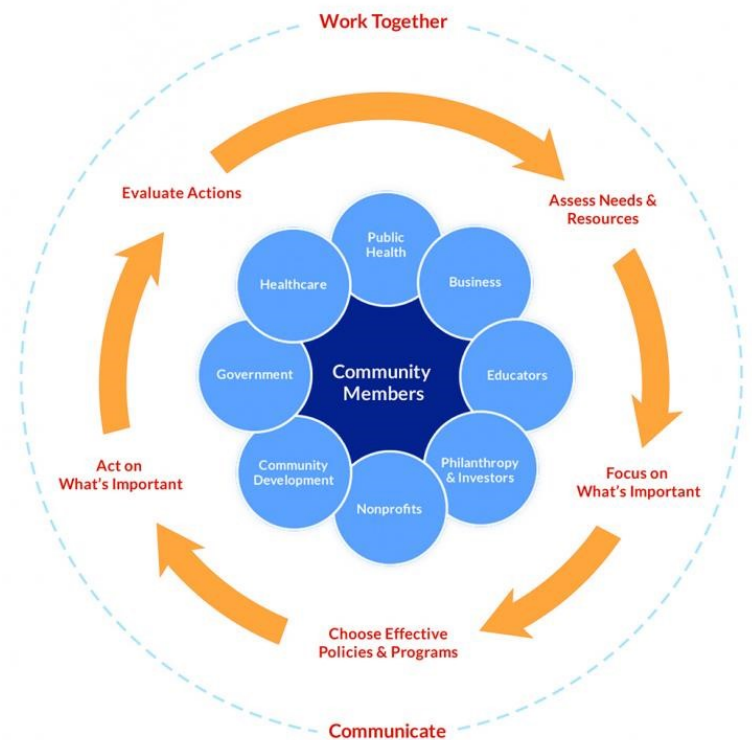 Work Together
Evaluate Actions
Assess Needs &
Resources
Public
Health
Healthcare
Business
Government
Community
Members
Educators
Community
Development
Philanthropy
& Investors
Nonprofits
Act on
What's Important
Focus on
What's Important
Choose Effective
Policies & Programs
Communicate